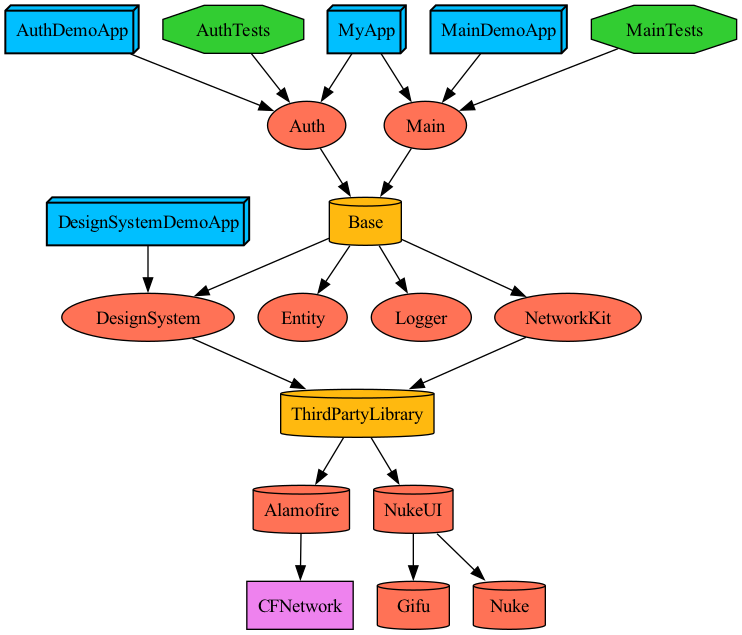 AuthDemoApp
AuthTests
MyApp
MainDemoApp
MainTests
Auth
Main
Base
DesignSystemDemoApp
DesignSystem
Entity
Logger
NetworkKit
ThirdPartyLibrary
Alamofire
NukeUI
CFNetwork
Gifu
Nuke